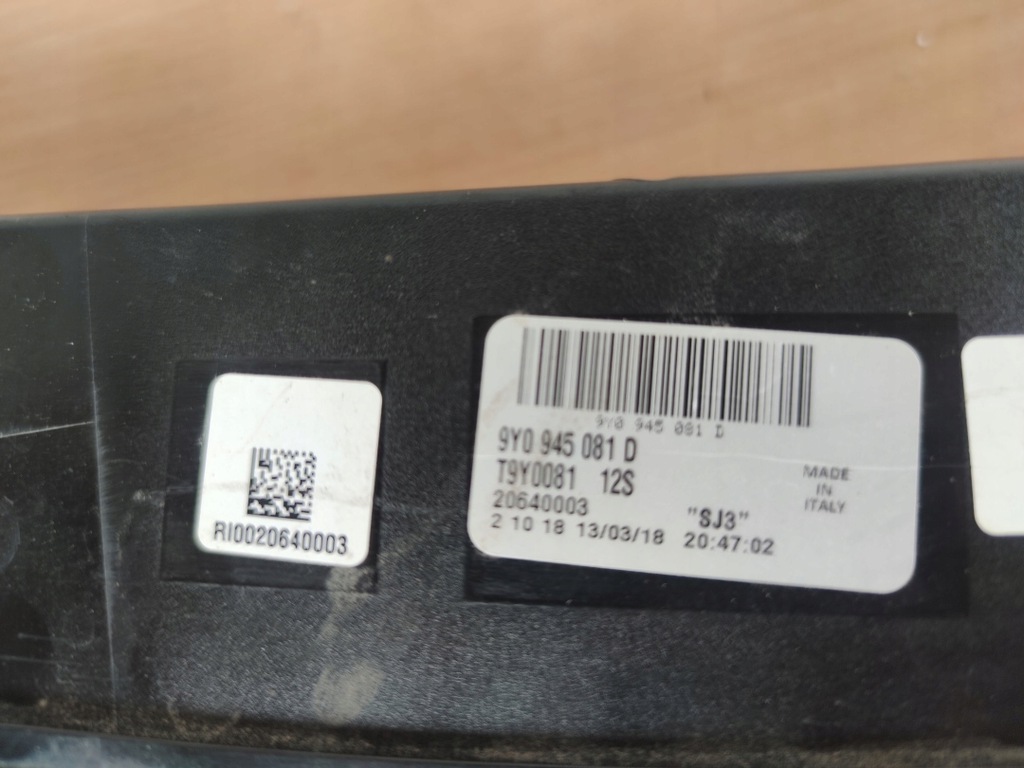 RI0020640003
9Y0 945 081 D
9Y0 945 081 D
T9Y0081 12S
20640003 "SJ3"
2 10 18 13/03/18 20:47:02
MADE
IN
ITALY